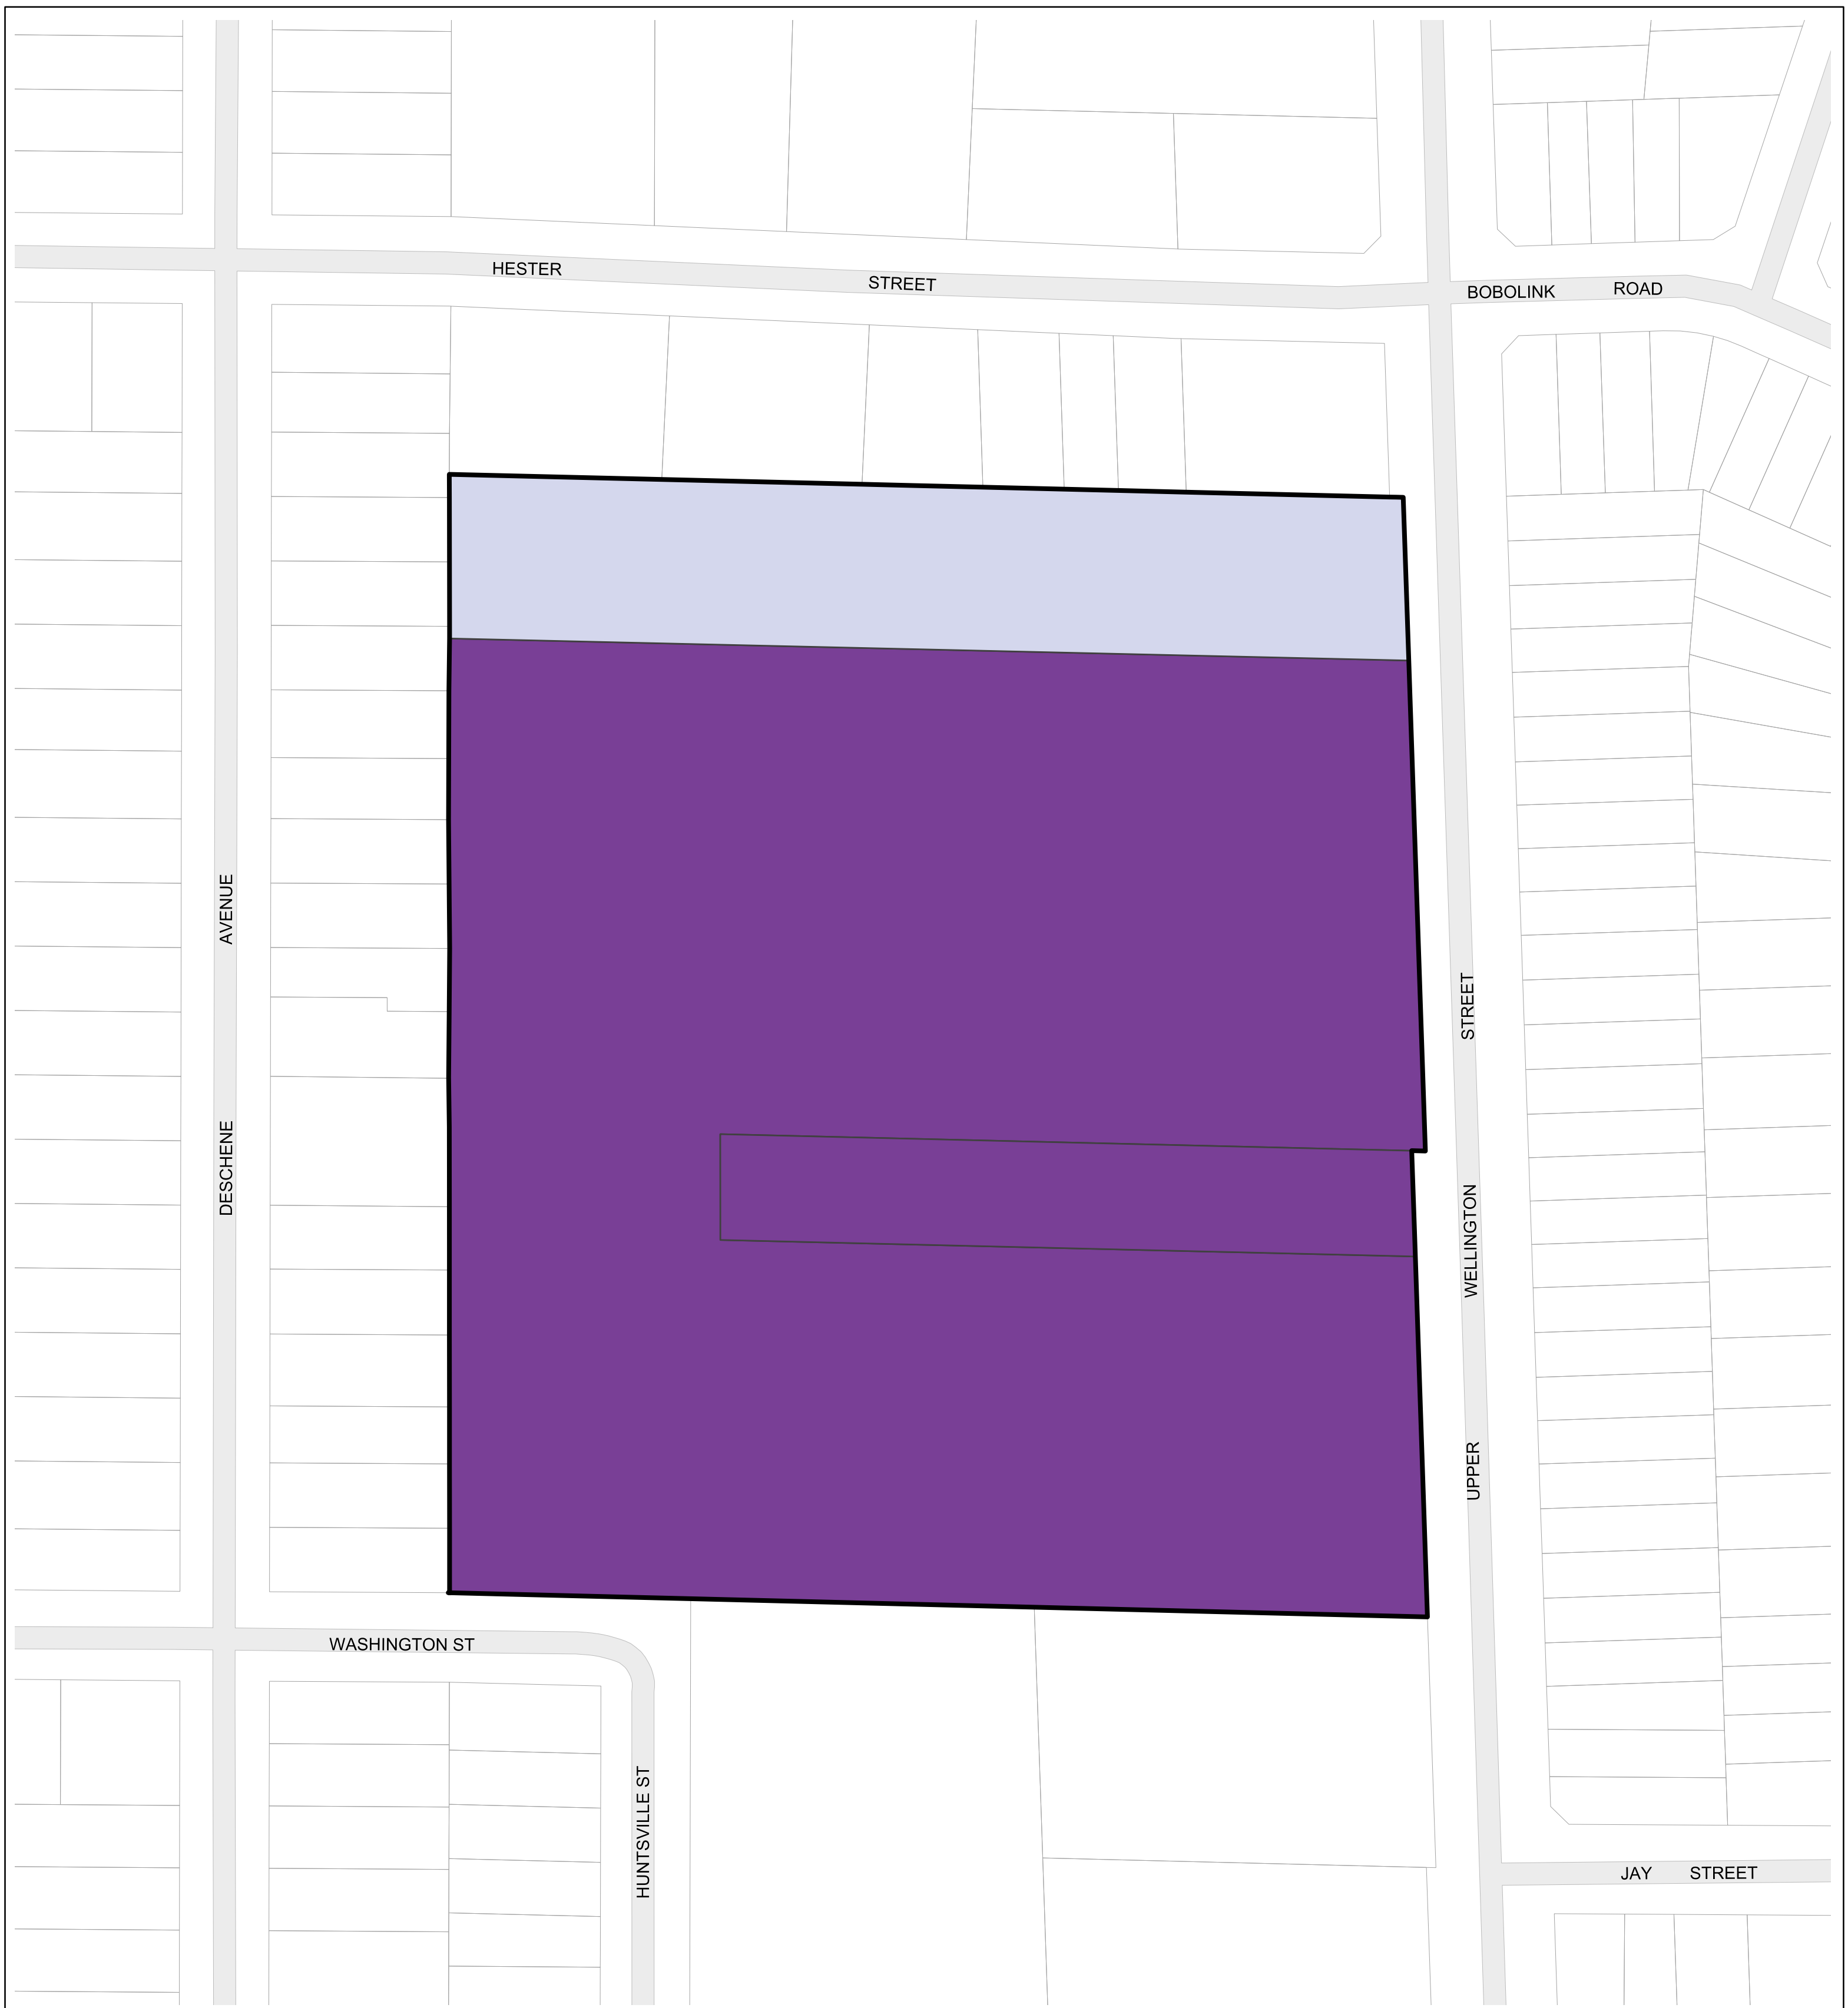 HESTER STREET
BOBOLINK ROAD
DESCHENE AVENUE
UPPER WELLINGTON STREET
WASHINGTON ST
HUNTSVILLE ST
JAY STREET